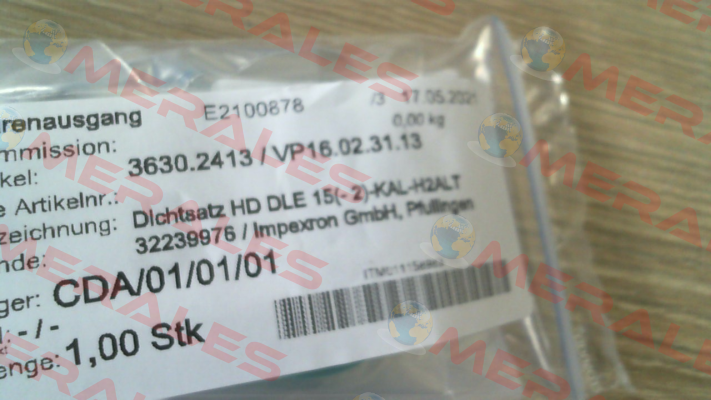 renausgang E2100878 /3 17.05.2021
mmission: 0,00 kg
kel: 3630.2413 / VP16.02.31.13
e Artikelnr.:
zeichnung: Dichtsatz HD DLE 15(- 2)-KAL-H2ALT
nde: 32239976 / Impextron GmbH, Pfullingen
ger: CDA/01/01/01
: - / -
enge: 1,00 Stk
MERALES
MERALES
MERALES
MERALES
MERALES